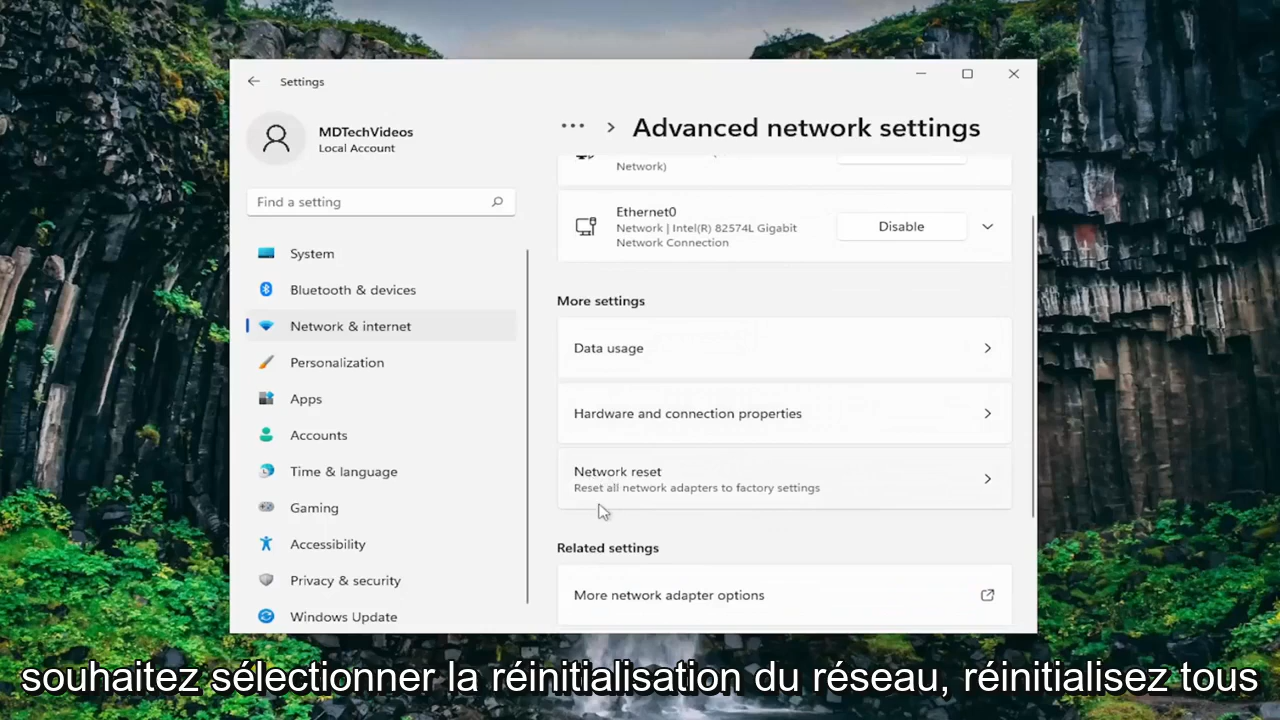 Settings
MDTechVideos
Local Account
Find a setting
System
Bluetooth & devices
Network & internet
Personalization
Apps
Accounts
Time & language
Gaming
Accessibility
Privacy & security
Windows Update
... > Advanced network settings
Network)
Ethernet0
Network | Intel(R) 82574L Gigabit
Network Connection
Disable
More settings
Data usage
Hardware and connection properties
Network reset
Reset all network adapters to factory settings
Related settings
More network adapter options
souhaitez sélectionner la réinitialisation du réseau, réinitialisez tous